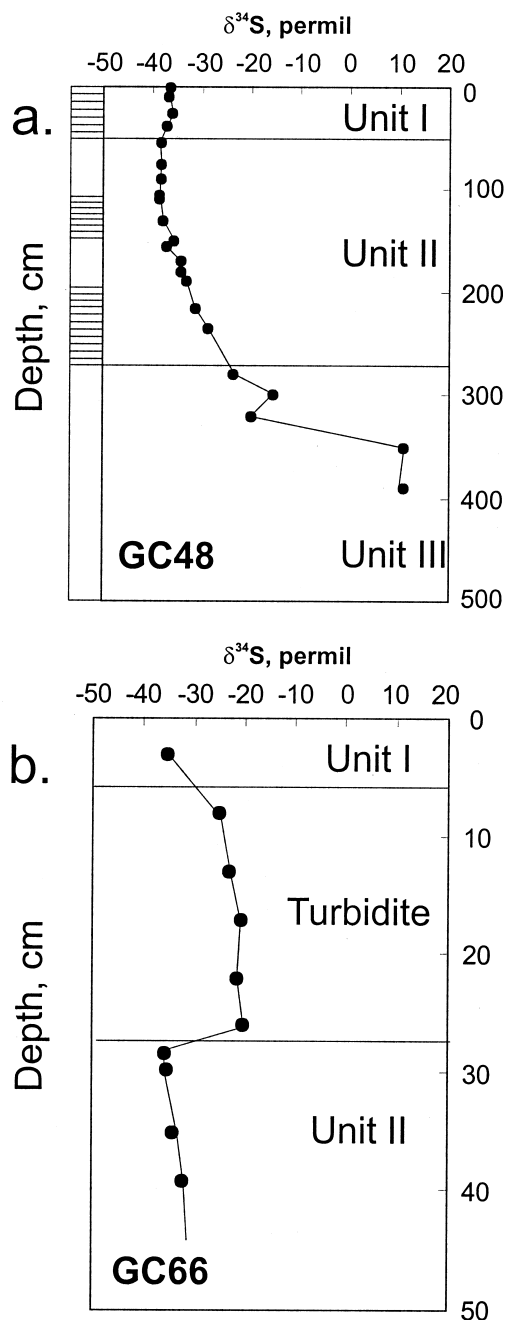 δ³⁴S, permil
-50 -40 -30 -20 -10 0 10 20
a.
Depth, cm
0
Unit I
100
Unit II
200
300
400
GC48
Unit III
500
δ³⁴S, permil
-50 -40 -30 -20 -10 0 10 20
b.
Depth, cm
0
Unit I
10
Turbidite
20
30
Unit II
40
GC66
50